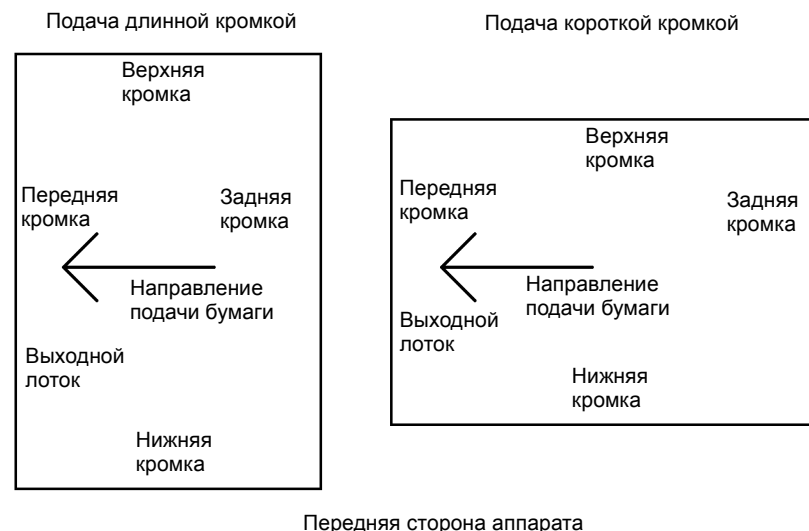 Подача длинной кромкой
Верхняя
кромка
Передняя
кромка
Задняя
кромка
Направление
подачи бумаги
Выходной
лоток
Нижняя
кромка
Подача короткой кромкой
Верхняя
кромка
Передняя
кромка
Задняя
кромка
Направление
подачи бумаги
Выходной
лоток
Нижняя
кромка
Передняя сторона аппарата